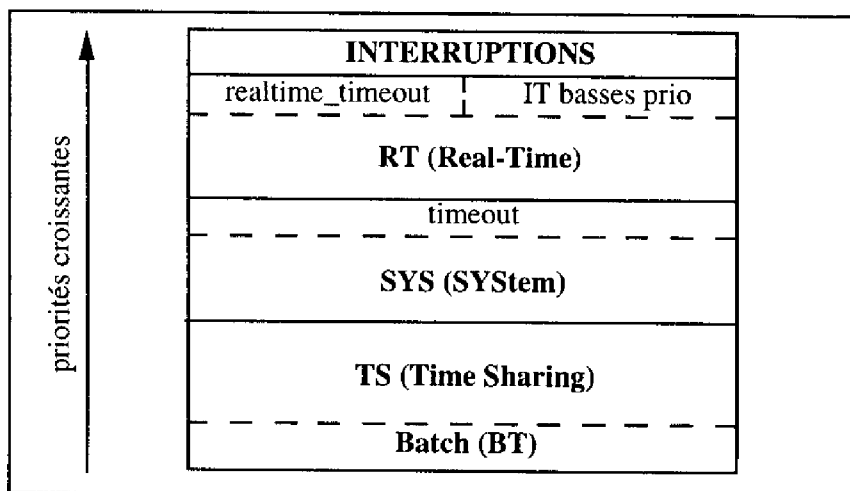 INTERRUPTIONS
realtime_timeout IT basses prio
RT (Real-Time)
timeout
SYS (SYStem)
TS (Time Sharing)
Batch (BT)
priorités croissantes